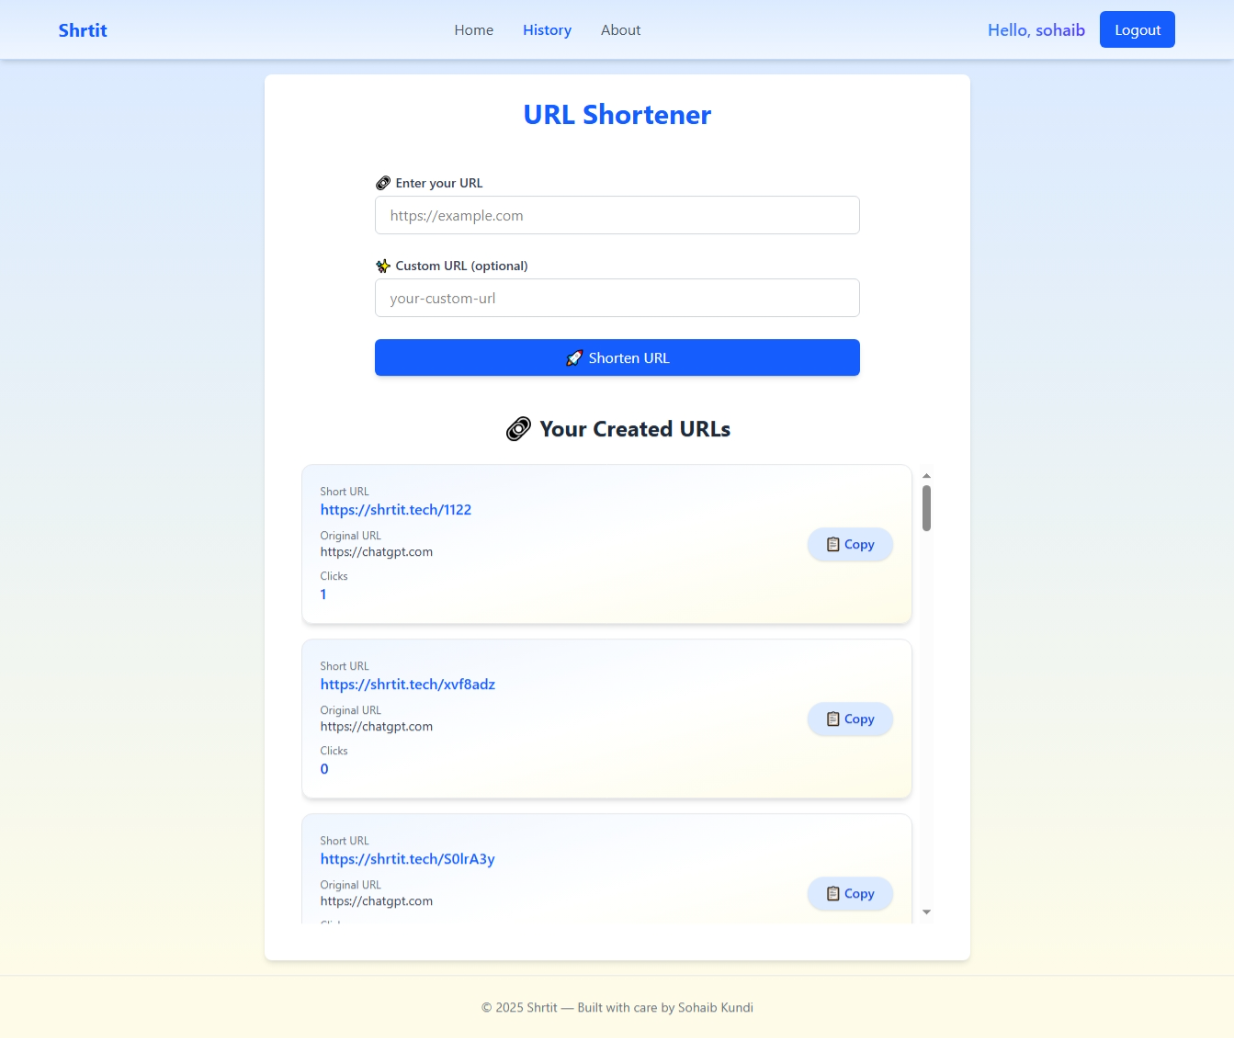 Shrtit
Home
History
About
Hello, sohaib
Logout
URL Shortener
Enter your URL
https://example.com
Custom URL (optional)
your-custom-url
Shorten URL
Your Created URLs
Short URL
https://shrtit.tech/1122
Original URL
https://chatgpt.com
Clicks
1
Copy
Short URL
https://shrtit.tech/xvf8adz
Original URL
https://chatgpt.com
Clicks
0
Copy
Short URL
https://shrtit.tech/S0lrA3y
Original URL
https://chatgpt.com
Copy
© 2025 Shrtit — Built with care by Sohaib Kundi